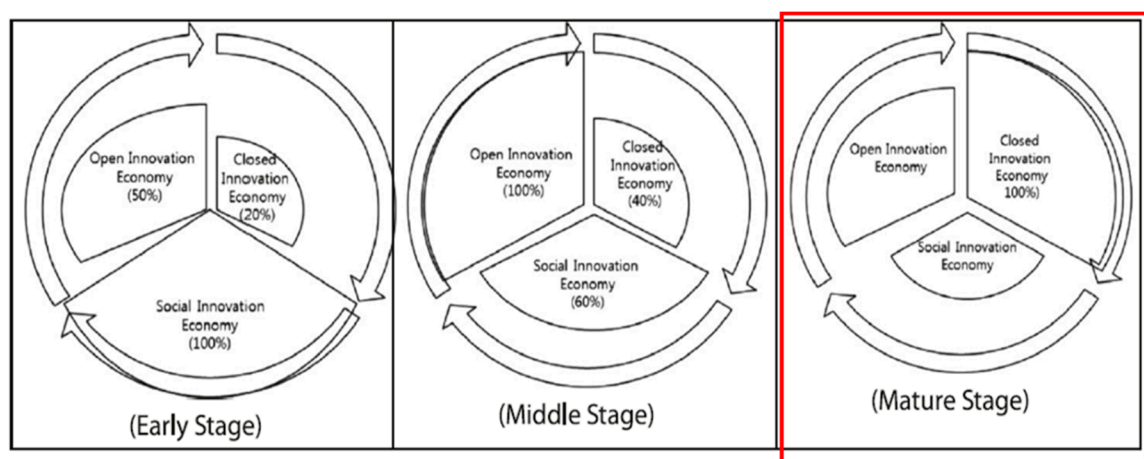 Open Innovation
Economy
(50%)
Closed
Innovation
Economy
(20%)
Social Innovation
Economy
(100%)
(Early Stage)
Open Innovation
Economy
(100%)
Closed
Innovation
Economy
(40%)
Social Innovation
Economy
(60%)
(Middle Stage)
Open Innovation
Economy
Closed
Innovation
Economy
100%)
Social Innovation
Economy
(Mature Stage)